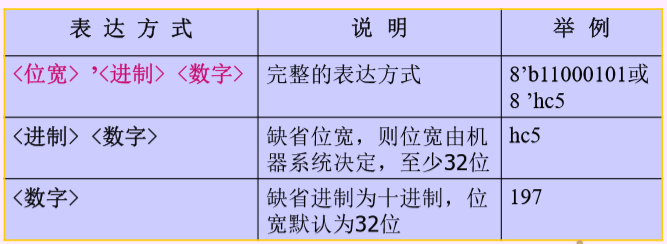 表达方式 说明 举例
<位宽> ’<进制> <数字> 完整的表达方式 8’b11000101或
8 ’hc5
<进制> <数字> 缺省位宽，则位宽由机 hc5
器系统决定，至少32位
<数字> 缺省进制为十进制，位 197
宽默认为32位